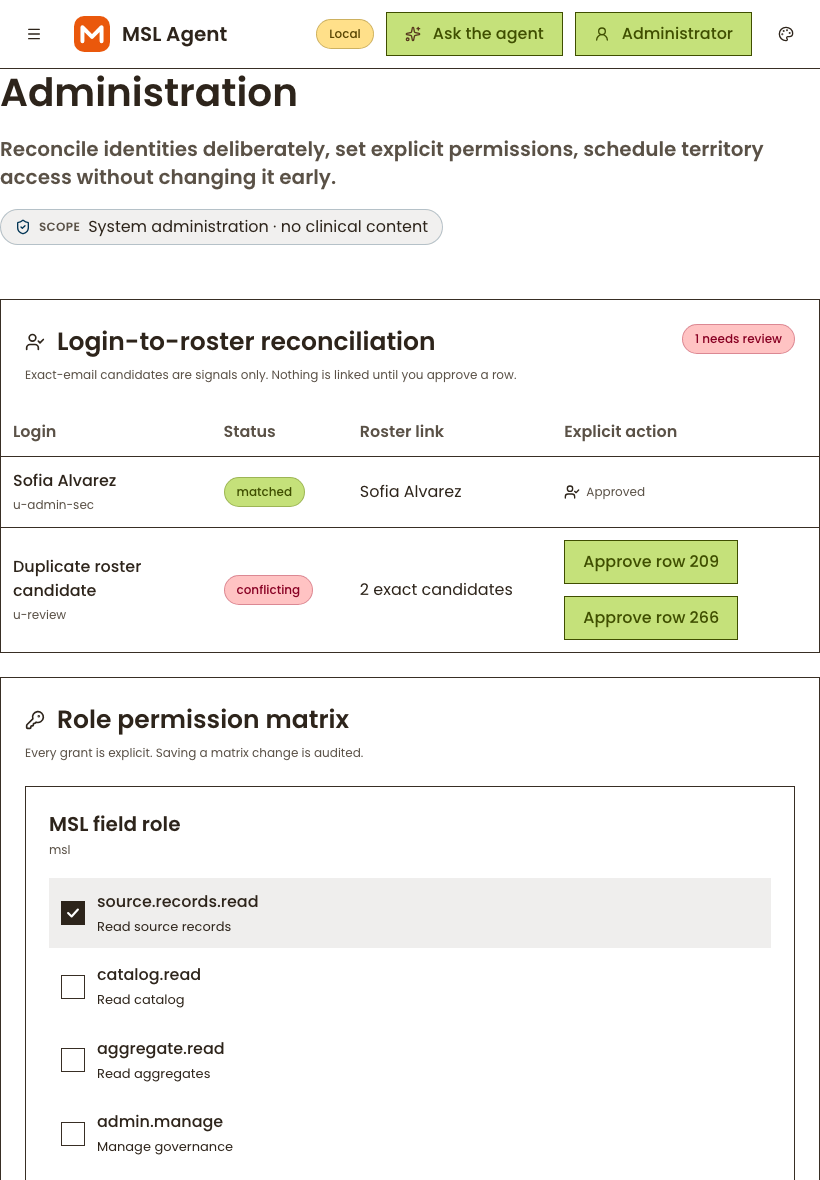 MSL Agent
Local
Ask the agent
Administrator
Administration
Reconcile identities deliberately, set explicit permissions, schedule territory
access without changing it early.
SCOPE System administration · no clinical content
Login-to-roster reconciliation
1 needs review
Exact-email candidates are signals only. Nothing is linked until you approve a row.
Login Status Roster link Explicit action
Sofia Alvarez
u-admin-sec
matched
Sofia Alvarez
Approved
Duplicate roster
candidate
u-review
conflicting
2 exact candidates
Approve row 209
Approve row 266
Role permission matrix
Every grant is explicit. Saving a matrix change is audited.
MSL field role
msl
source.records.read
Read source records
catalog.read
Read catalog
aggregate.read
Read aggregates
admin.manage
Manage governance